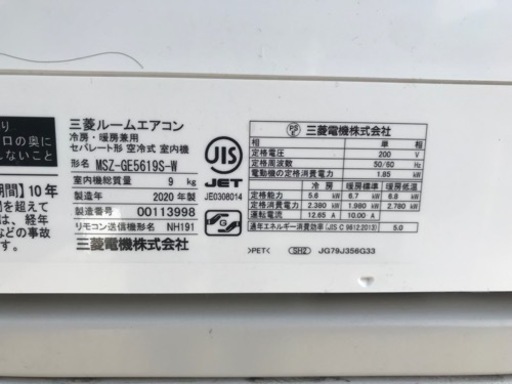 り
口の奥に
しないこと
期間】10年
間を超えて
は、経年
などの事故
三菱ルームエアコン
冷房・暖房兼用
セパレート形 空冷式 室内機
形名 MSZ-GE5619S-W
室内機総質量 9 kg
製造年 2020 年製
製造番号 00113998
リモコン送信機形名 NH191
三菱電機株式会社
JIS
JET
JE0308014
PSE
三菱電機株式会社
相 単相
定格電圧 200 V
定格周波数 50/60 Hz
電動機の定格消費電力 1.85 kW
冷房 暖房標準 暖房低温
定格能力 5.6 kW 6.7 kW 6.8 kW
定格消費電力 2.380 kW 1.980 kW 2.780 kW
運転電流 12.65 A 10.00 A
通年エネルギー消費効率 (JIS C 9612:2013) 5.0
>PET< SH2 JG79J356G33